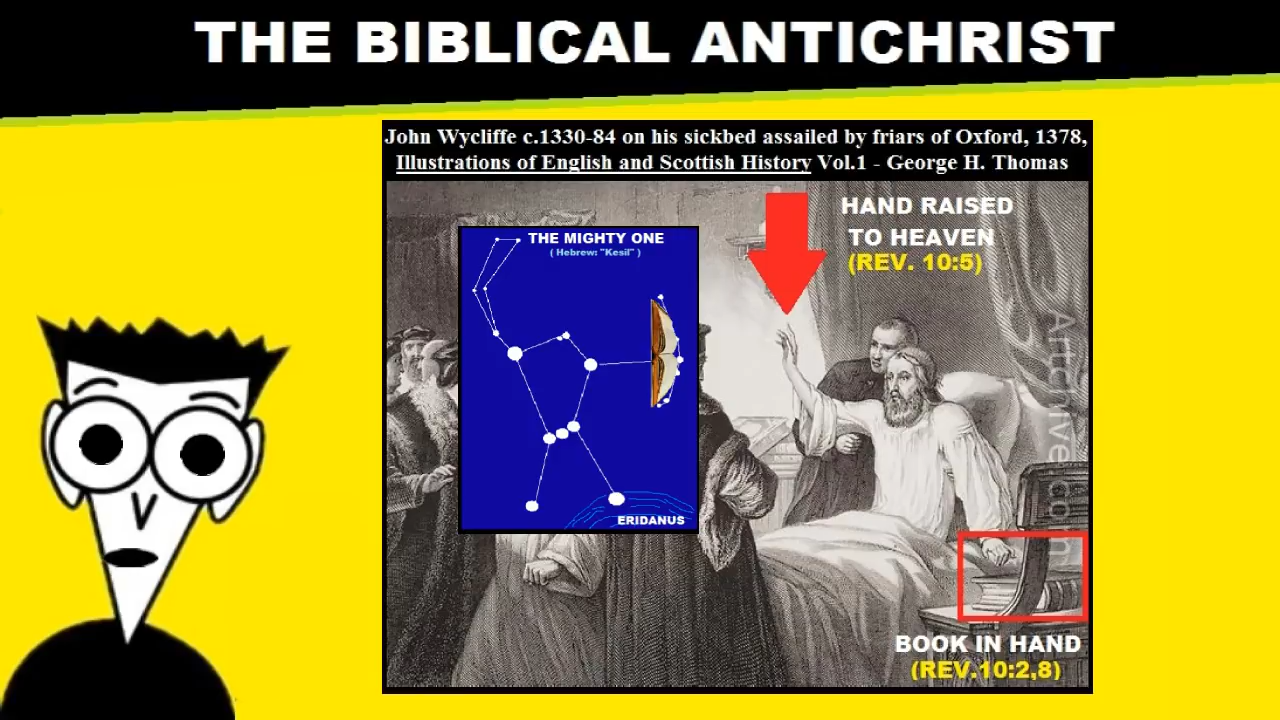 THE BIBLICAL ANTICHRIST
John Wycliffe c.1330-84 on his sickbed assailed by friars of Oxford, 1378,
Illustrations of English and Scottish History Vol.1 - George H. Thomas
HAND RAISED
TO HEAVEN
(REV. 10:5)
THE MIGHTY ONE
( Hebrew: "Kesil" )
ERIDANUS
BOOK IN HAND
(REV.10:2,8)